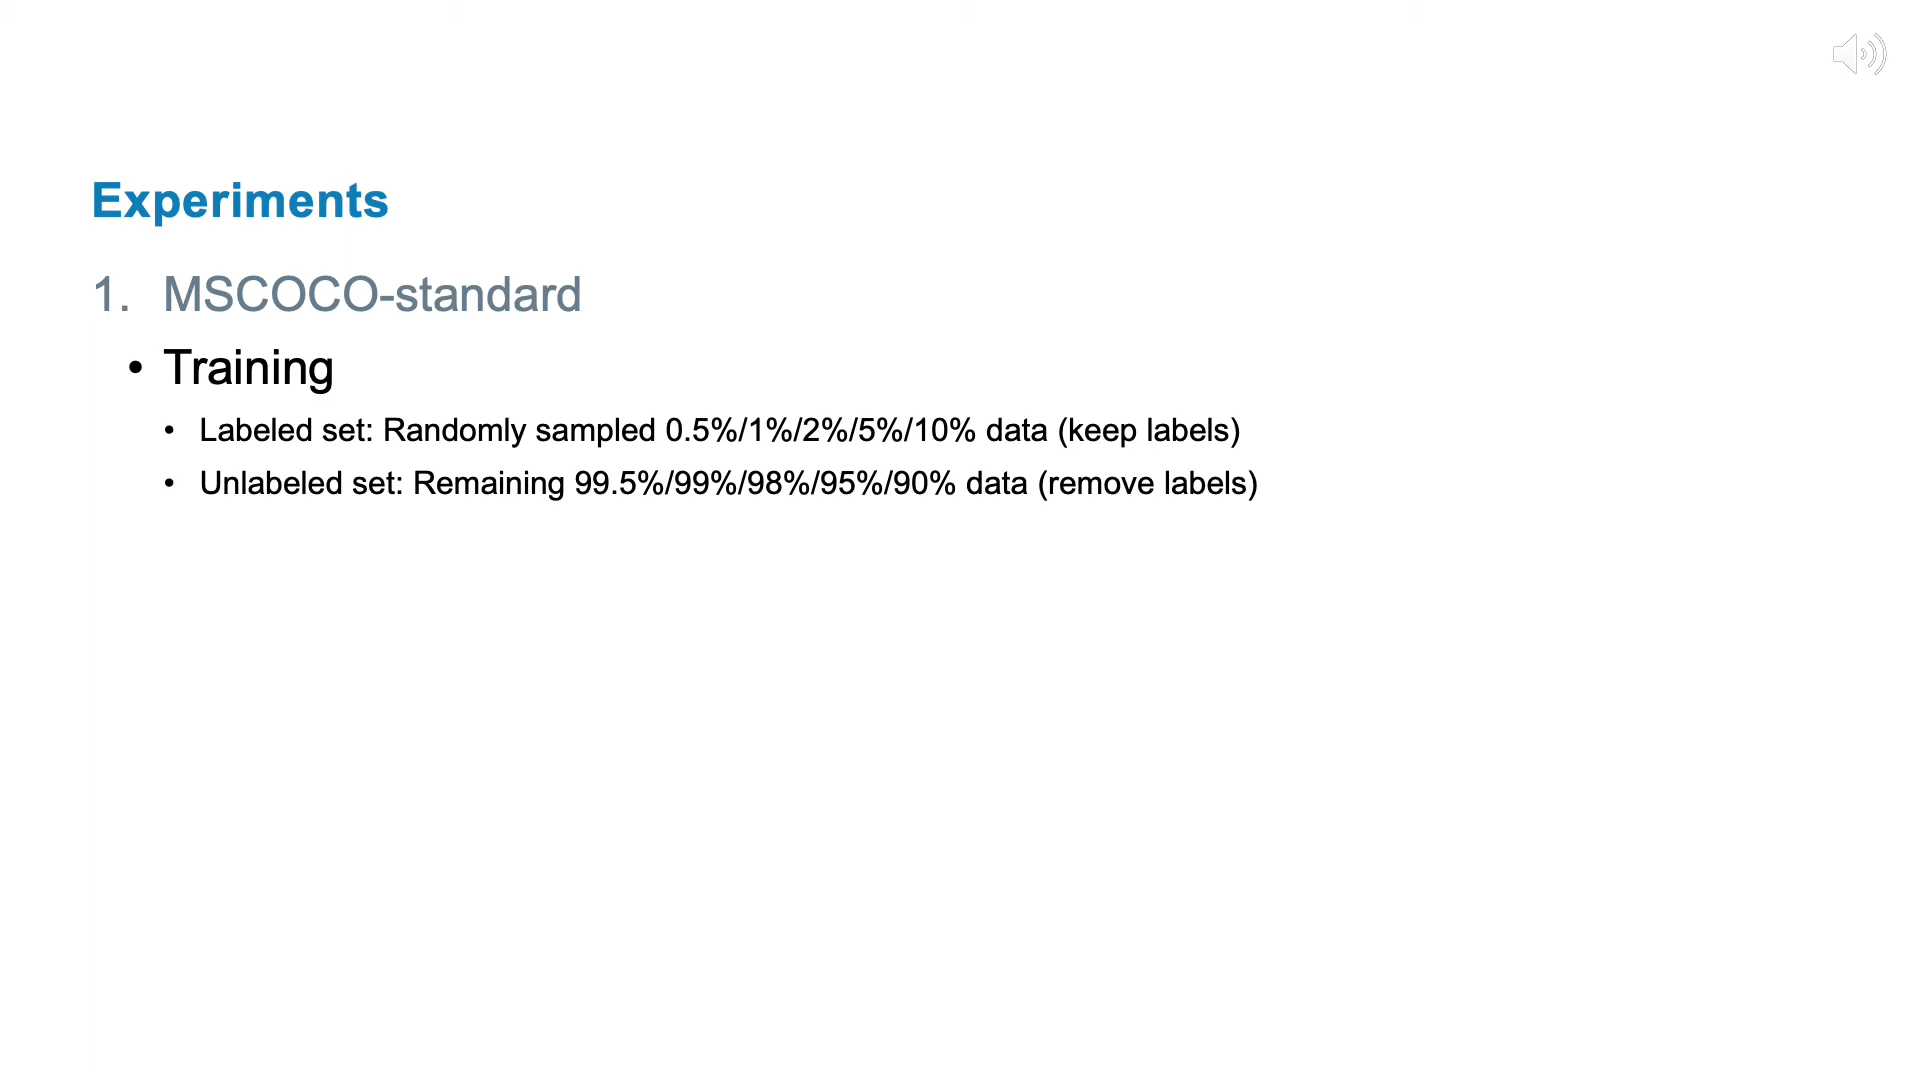 Experiments
1. MSCOCO-standard
• Training
• Labeled set: Randomly sampled 0.5%/1%/2%/5%/10% data (keep labels)
• Unlabeled set: Remaining 99.5%/99%/98%/95%/90% data (remove labels)